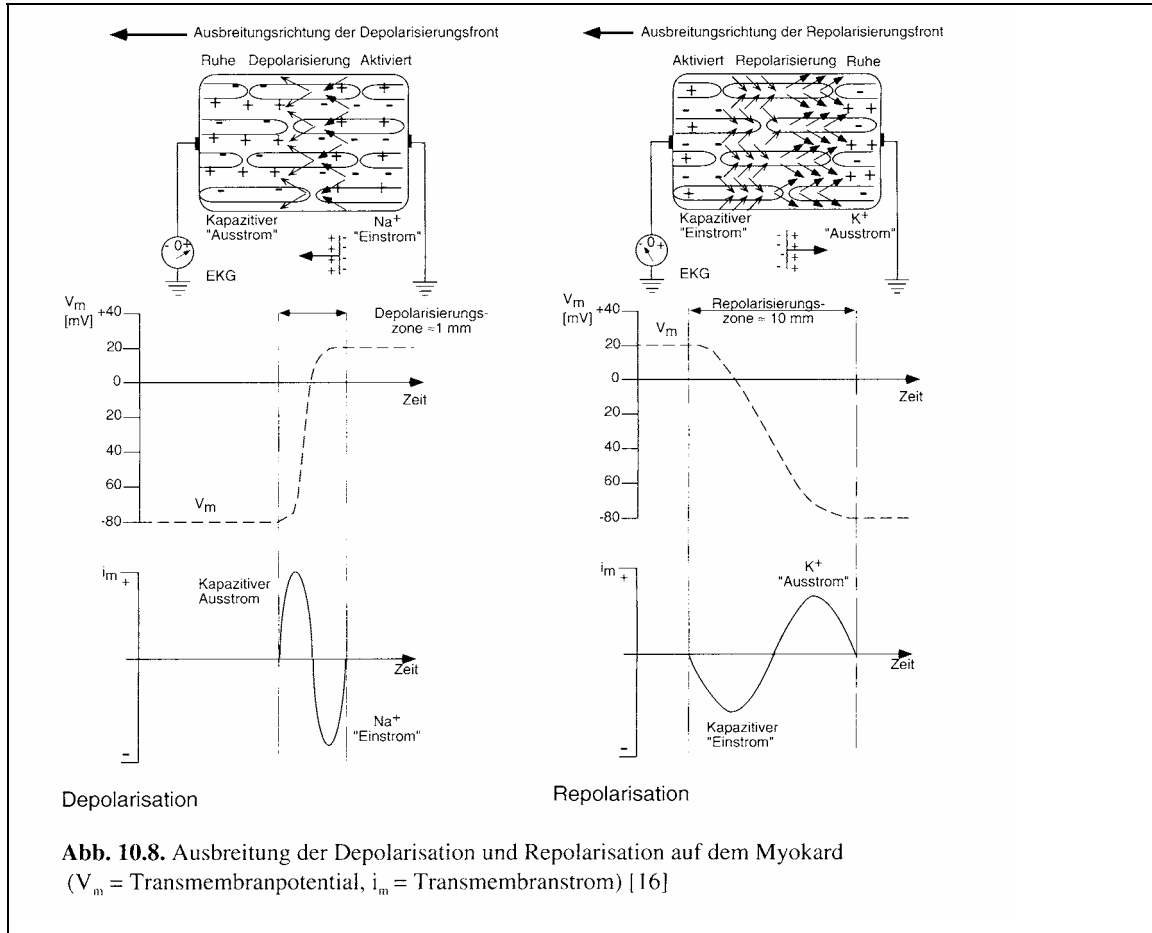 Ausbreitungsrichtung der Depolarisierungsfront
Ruhe Depolarisierung Aktiviert
Kapazitiver
"Ausstrom"
Na+
"Einstrom"
- 0 +
EKG
Vm
[mV]
+40
20
0
20
40
60
-80
Depolarisierungs-
zone ≈1 mm
Zeit
Vm
im
+
-
Kapazitiver
Ausstrom
Zeit
Na+
"Einstrom"
Depolarisation
Ausbreitungsrichtung der Repolarisierungsfront
Aktiviert Repolarisierung Ruhe
Kapazitiver
"Einstrom"
K+
"Ausstrom"
- 0 +
EKG
Vm
[mV]
+40
20
0
20
40
60
-80
Repolarisierungs-
zone ≈ 10 mm
Vm
Zeit
im
+
-
K+
"Ausstrom"
Zeit
Kapazitiver
"Einstrom"
Repolarisation
Abb. 10.8. Ausbreitung der Depolarisation und Repolarisation auf dem Myokard
(Vm = Transmembranpotential, im = Transmembranstrom) [16]